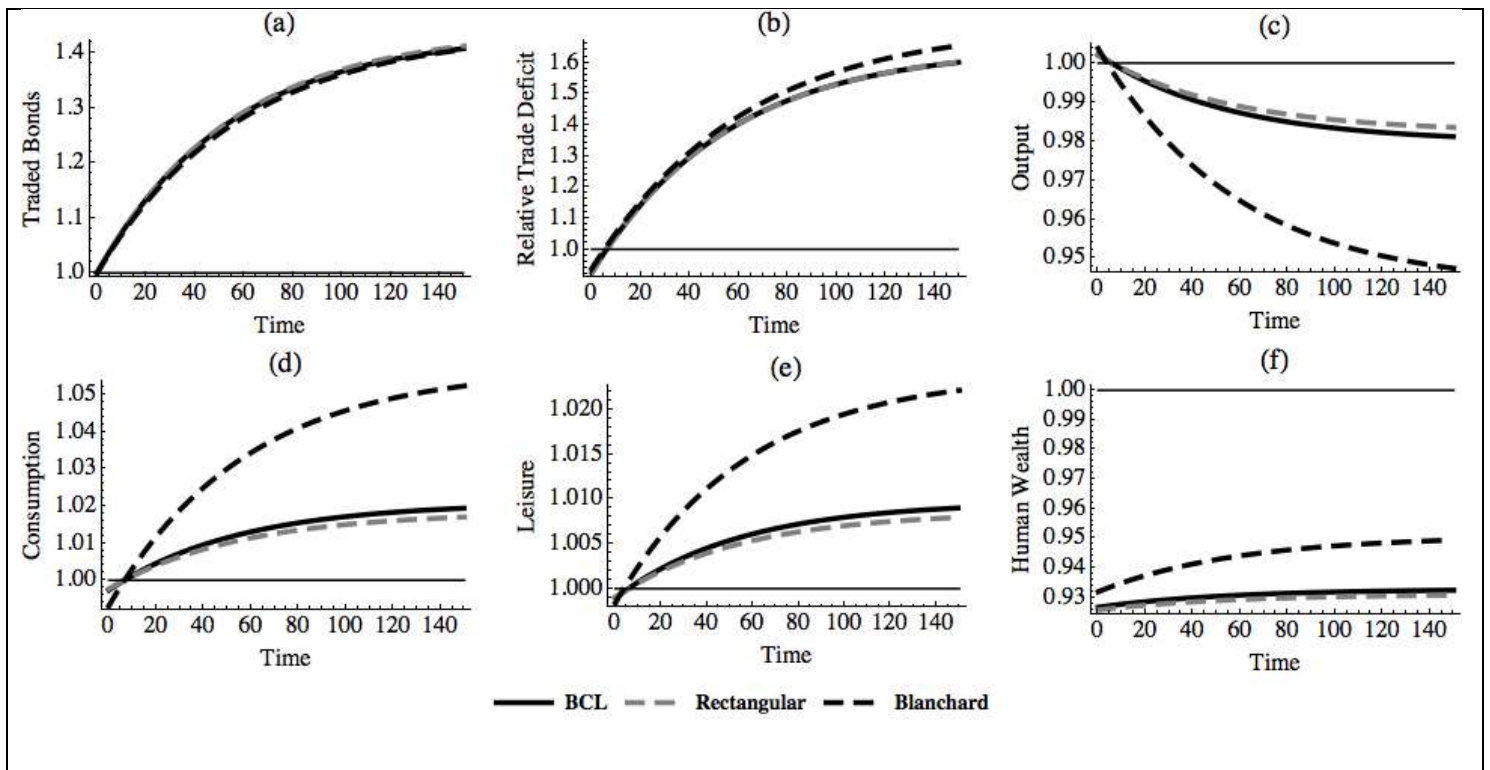 (a)
Traded Bonds
1.4
1.3
1.2
1.1
1.0
0 20 40 60 80 100 120 140
Time
(b)
Relative Trade Deficit
1.6
1.5
1.4
1.3
1.2
1.1
1.0
0 20 40 60 80 100 120 140
Time
(c)
Output
1.00
0.99
0.98
0.97
0.96
0.95
0 20 40 60 80 100 120 140
Time
(d)
Consumption
1.05
1.04
1.03
1.02
1.01
1.00
0 20 40 60 80 100 120 140
Time
(e)
Leisure
1.020
1.015
1.010
1.005
1.000
0 20 40 60 80 100 120 140
Time
(f)
Human Wealth
1.00
0.99
0.98
0.97
0.96
0.95
0.94
0.93
0 20 40 60 80 100 120 140
Time
BCL Rectangular Blanchard